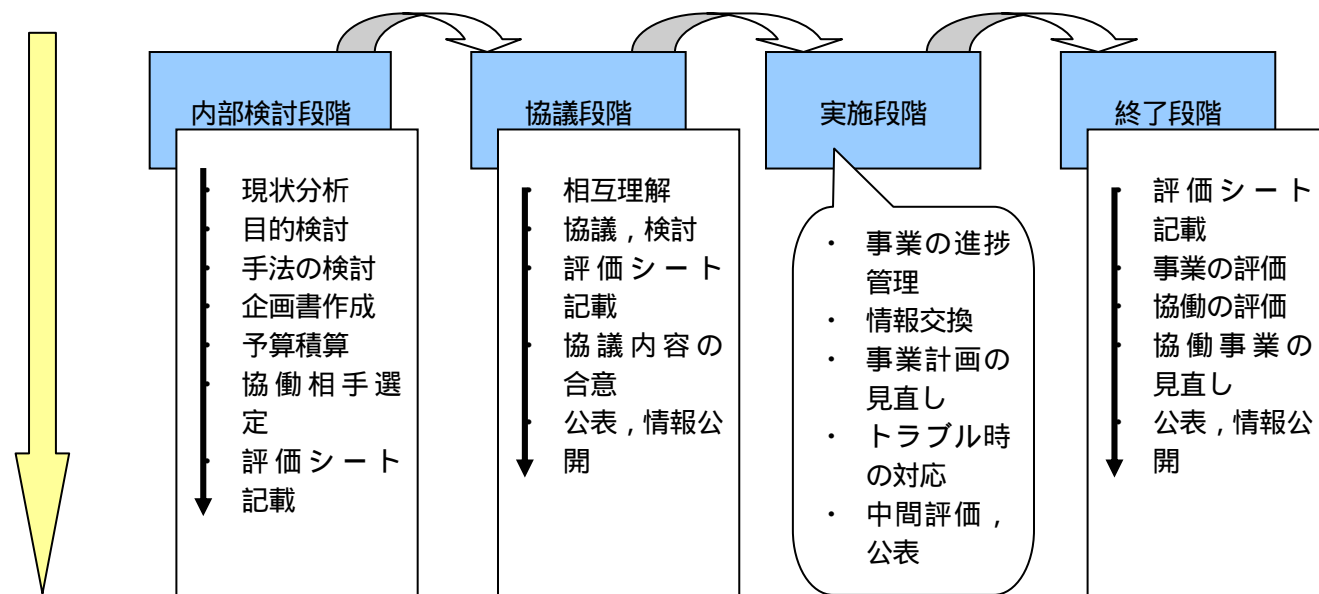 内部検討段階
・ 現状分析
・ 目的検討
・ 手法の検討
・ 企画書作成
・ 予算積算
・ 協働相手選
定
・ 評価シート
記載
協議段階
・ 相互理解
・ 協議，検討
・ 評価シート
記載
・ 協議内容の
合意
・ 公表，情報公
開
実施段階
・ 事業の進捗
管理
・ 情報交換
・ 事業計画の
見直し
・ トラブル時
の対応
・ 中間評価，
公表
終了段階
・ 評価シート
記載
・ 事業の評価
・ 協働の評価
・ 協働事業の
見直し
・ 公表，情報公
開